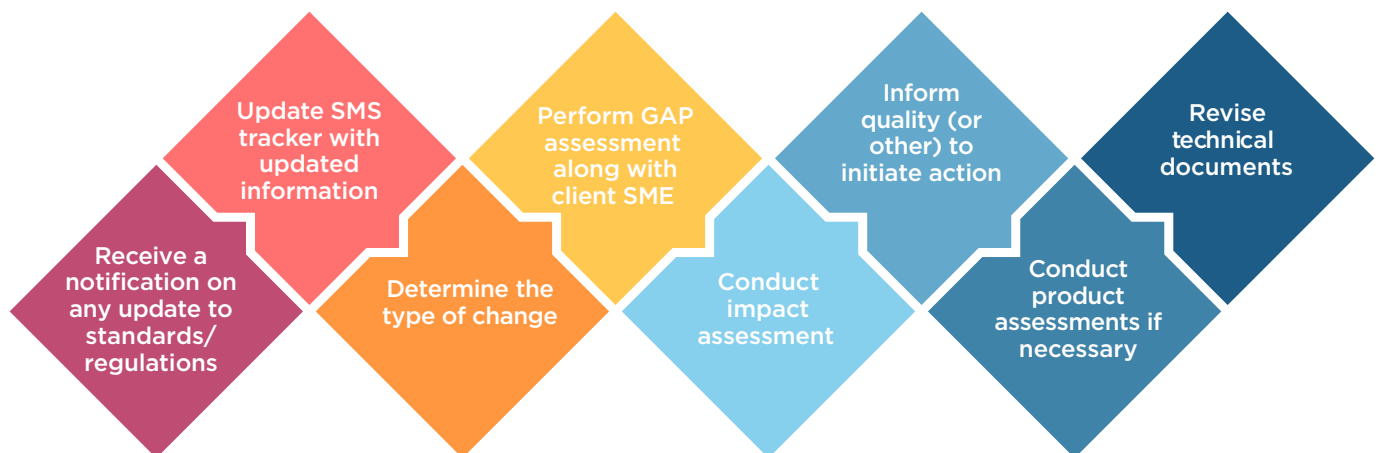 Receive a
notification on
any update to
standards/
regulations
Update SMS
tracker with
updated
information
Determine the
type of change
Perform GAP
assessment
along with
client SME
Conduct
impact
assessment
Inform
quality (or
other) to
initiate action
Conduct
product
assessments if
necessary
Revise
technical
documents